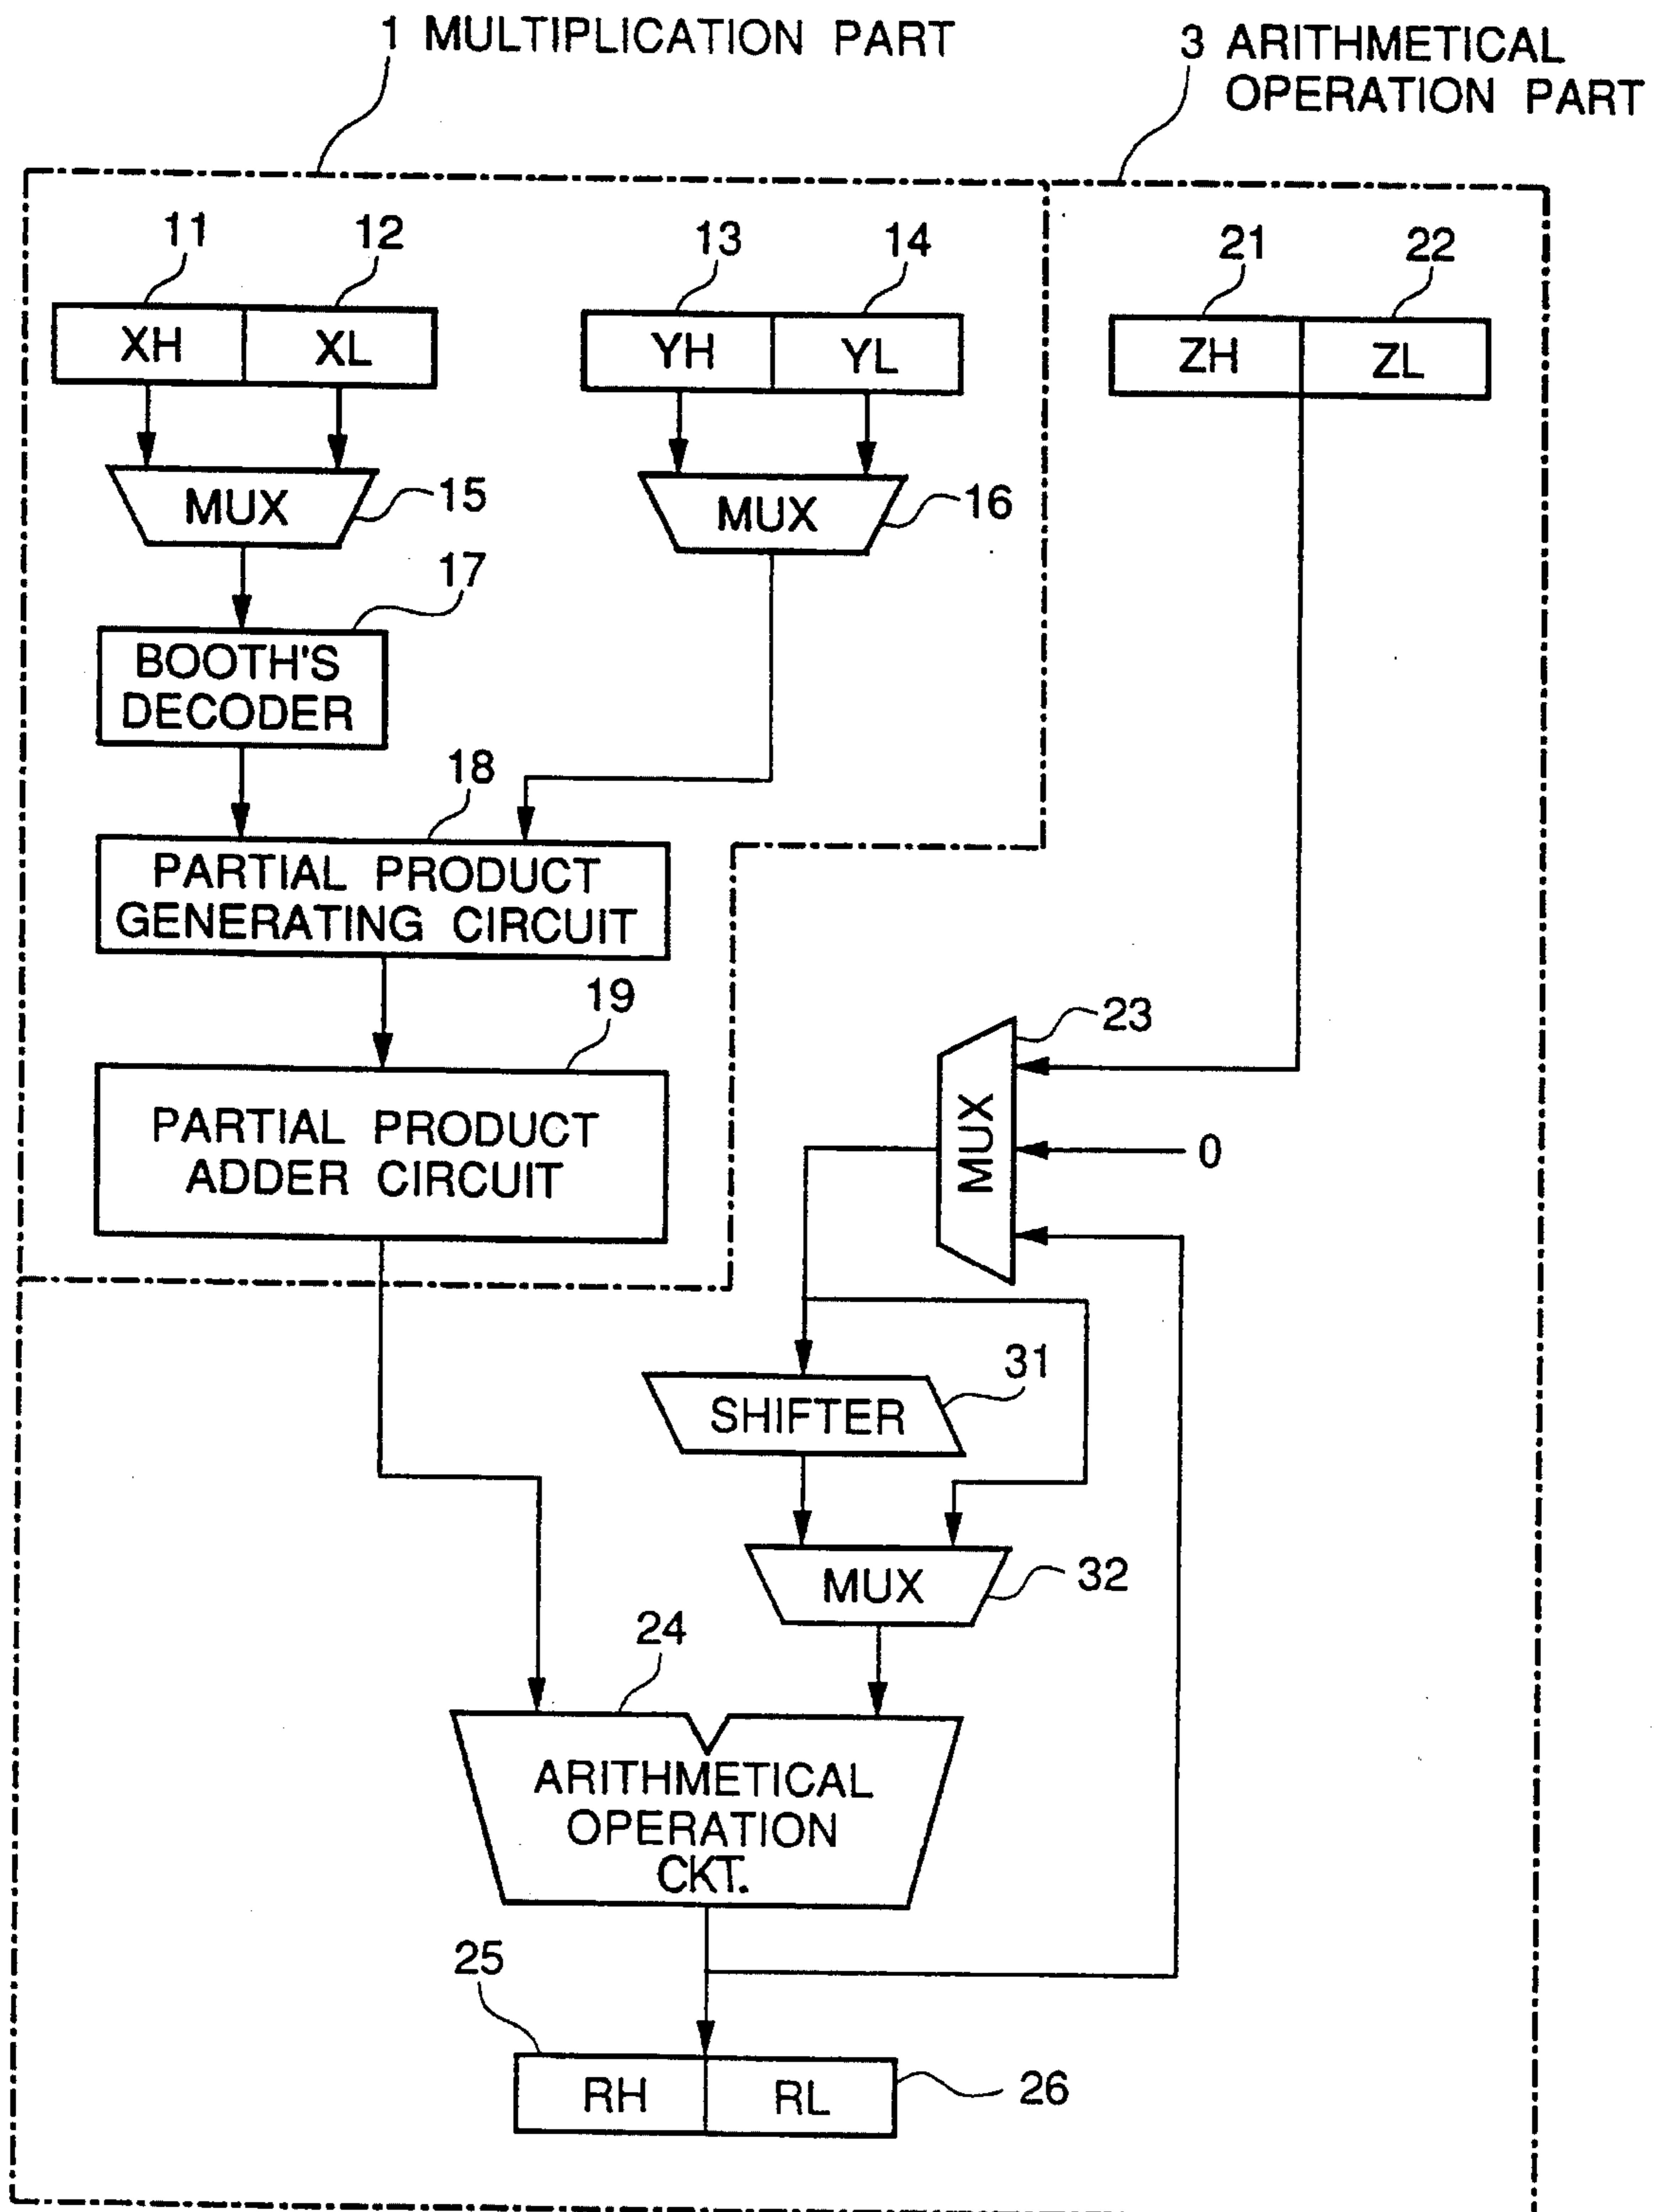 1 MULTIPLICATION PART
3 ARITHMETICAL
OPERATION PART
11
12
13
14
21
22
XH
XL
YH
YL
ZH
ZL
MUX
15
MUX
16
17
BOOTH'S
DECODER
18
PARTIAL PRODUCT
GENERATING CIRCUIT
19
23
PARTIAL PRODUCT
ADDER CIRCUIT
MUX
0
31
SHIFTER
MUX
32
24
ARITHMETICAL
OPERATION
CKT.
25
RH
RL
26